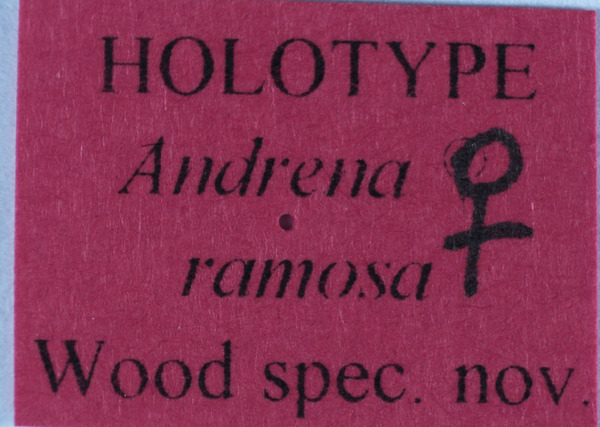 HOLOTYPE
Andrena ♀
ramosa
Wood spec. nov.